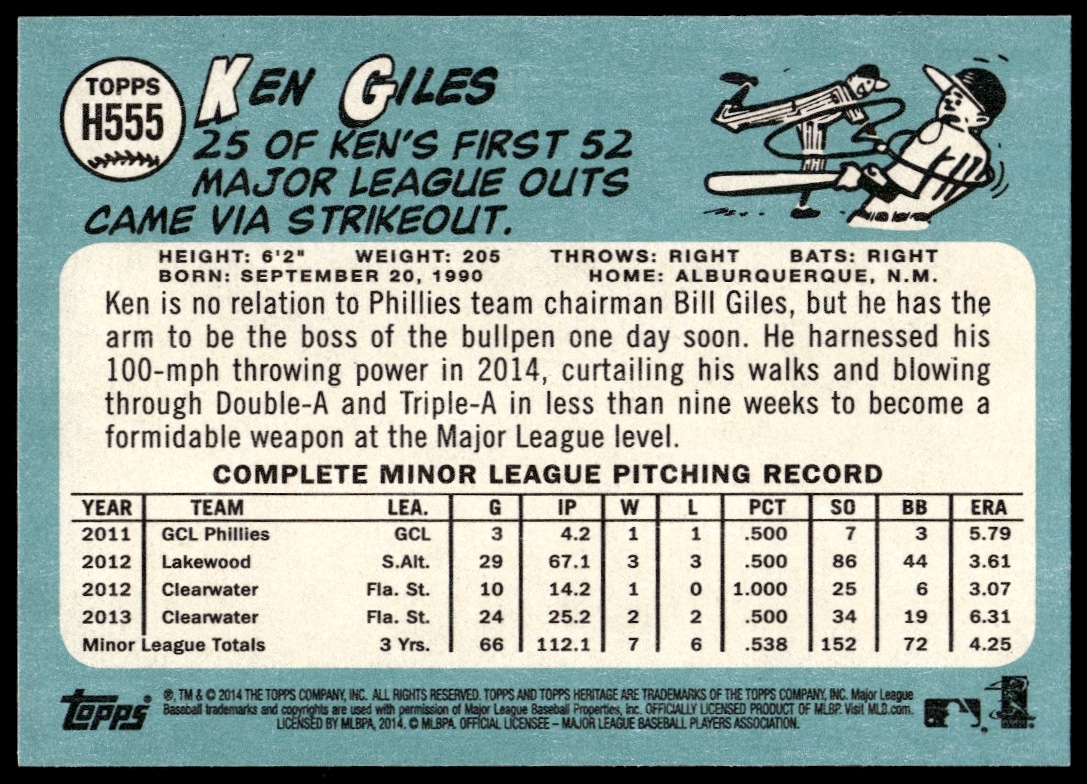 TOPPS
H555
KEN GILES
25 OF KEN'S FIRST 52
MAJOR LEAGUE OUTS
CAME VIA STRIKEOUT.
HEIGHT: 6'2" WEIGHT: 205 THROWS: RIGHT BATS: RIGHT
BORN: SEPTEMBER 20, 1990 HOME: ALBURQUERQUE, N.M.
Ken is no relation to Phillies team chairman Bill Giles, but he has the
arm to be the boss of the bullpen one day soon. He harnessed his
100-mph throwing power in 2014, curtailing his walks and blowing
through Double-A and Triple-A in less than nine weeks to become a
formidable weapon at the Major League level.
COMPLETE MINOR LEAGUE PITCHING RECORD
YEAR TEAM LEA. G IP W L PCT SO BB ERA
2011 GCL Phillies GCL 3 4.2 1 1 .500 7 3 5.79
2012 Lakewood S.Alt. 29 67.1 3 3 .500 86 44 3.61
2012 Clearwater Fla. St. 10 14.2 1 0 1.000 25 6 3.07
2013 Clearwater Fla. St. 24 25.2 2 2 .500 34 19 6.31
Minor League Totals 3 Yrs. 66 112.1 7 6 .538 152 72 4.25
TOPPS
®, TM & © 2014 THE TOPPS COMPANY, INC. ALL RIGHTS RESERVED. TOPPS AND TOPPS HERITAGE ARE TRADEMARKS OF THE TOPPS COMPANY, INC. Major League
Baseball trademarks and copyrights are used with permission of Major League Baseball Properties, Inc. OFFICIALLY LICENSED PRODUCT OF MLBP. Visit MLB.com.
LICENSED BY MLBPA, 2014. © MLBPA. OFFICIAL LICENSEE – MAJOR LEAGUE BASEBALL PLAYERS ASSOCIATION.